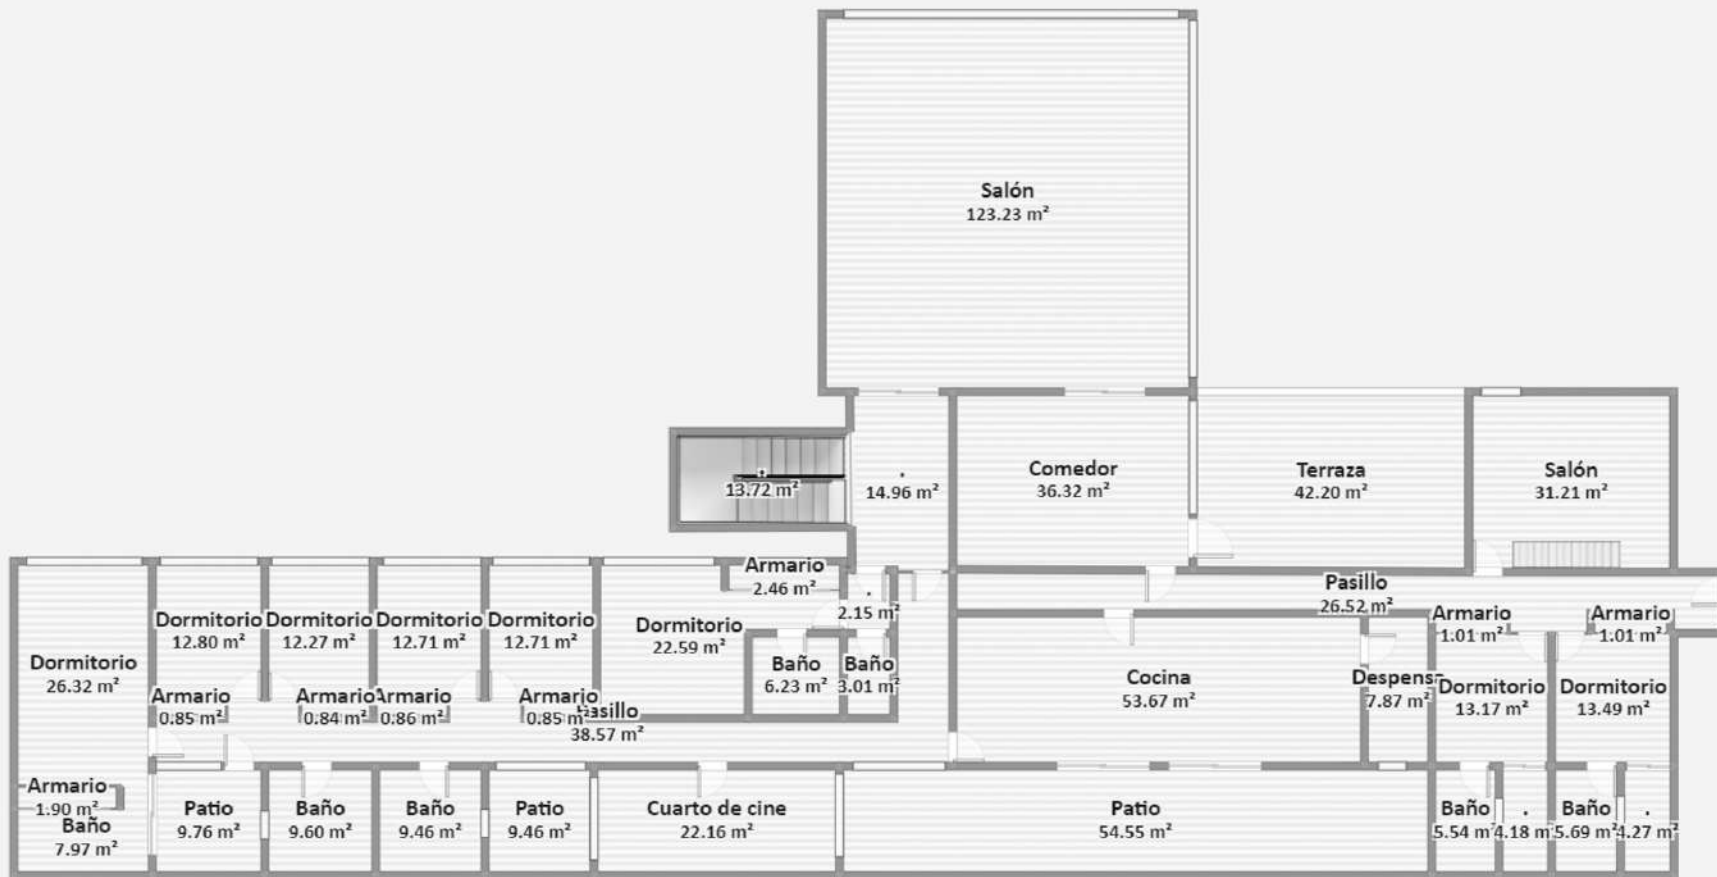 Salón
123.23 m²
.
13.72 m²
.
14.96 m²
Comedor
36.32 m²
Terraza
42.20 m²
Salón
31.21 m²
Armario
2.46 m²
.
2.15 m²
Pasillo
26.52 m²
Armario
1.01 m²
Armario
1.01 m²
Dormitorio
26.32 m²
Dormitorio
12.80 m²
Dormitorio
12.27 m²
Dormitorio
12.71 m²
Dormitorio
12.71 m²
Dormitorio
22.59 m²
Baño
6.23 m²
Baño
3.01 m²
Cocina
53.67 m²
Despensa
7.87 m²
Dormitorio
13.17 m²
Dormitorio
13.49 m²
Armario
0.85 m²
Armario
0.84 m²
Armario
0.86 m²
Armario
0.85 m²
Pasillo
38.57 m²
Armario
1.90 m²
Baño
7.97 m²
Patio
9.76 m²
Baño
9.60 m²
Baño
9.46 m²
Patio
9.46 m²
Cuarto de cine
22.16 m²
Patio
54.55 m²
Baño
5.54 m²
.
4.18 m²
Baño
5.69 m²
.
4.27 m²